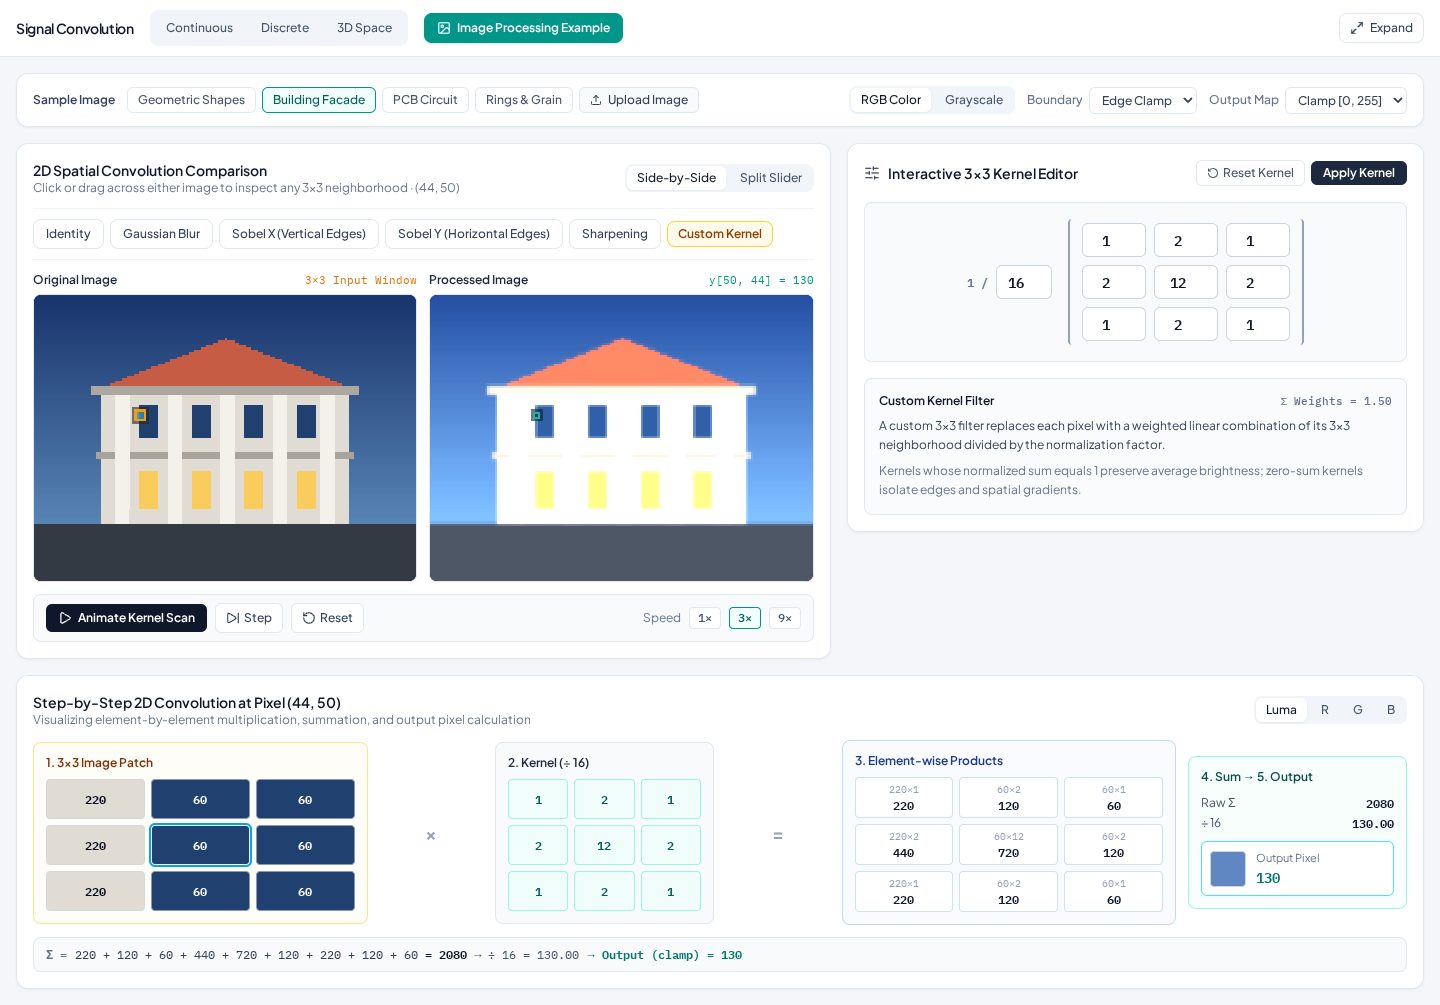 Signal Convolution
Continuous
Discrete
3D Space
Image Processing Example
Expand
Sample Image
Geometric Shapes
Building Facade
PCB Circuit
Rings & Grain
Upload Image
RGB Color
Grayscale
Boundary
Edge Clamp
Output Map
Clamp [0, 255]
2D Spatial Convolution Comparison
Click or drag across either image to inspect any 3×3 neighborhood · (44, 50)
Side-by-Side
Split Slider
Identity
Gaussian Blur
Sobel X (Vertical Edges)
Sobel Y (Horizontal Edges)
Sharpening
Custom Kernel
Original Image
3×3 Input Window
Processed Image
y[50, 44] = 130
Animate Kernel Scan
Step
Reset
Speed
1×
3×
9×
Interactive 3×3 Kernel Editor
Reset Kernel
Apply Kernel
1 / 16
1 2 1
2 12 2
1 2 1
Custom Kernel Filter
Σ Weights = 1.50
A custom 3×3 filter replaces each pixel with a weighted linear combination of its 3×3
neighborhood divided by the normalization factor.
Kernels whose normalized sum equals 1 preserve average brightness; zero-sum kernels
isolate edges and spatial gradients.
Step-by-Step 2D Convolution at Pixel (44, 50)
Visualizing element-by-element multiplication, summation, and output pixel calculation
Luma
R
G
B
1. 3×3 Image Patch
220 60 60
220 60 60
220 60 60
×
2. Kernel (÷ 16)
1 2 1
2 12 2
1 2 1
=
3. Element-wise Products
220×1 60×2 60×1
220 120 60
220×2 60×12 60×2
440 720 120
220×1 60×2 60×1
220 120 60
4. Sum → 5. Output
Raw Σ 2080
÷ 16 130.00
Output Pixel
130
Σ = 220 + 120 + 60 + 440 + 720 + 120 + 220 + 120 + 60 = 2080 → ÷ 16 = 130.00 → Output (clamp) = 130